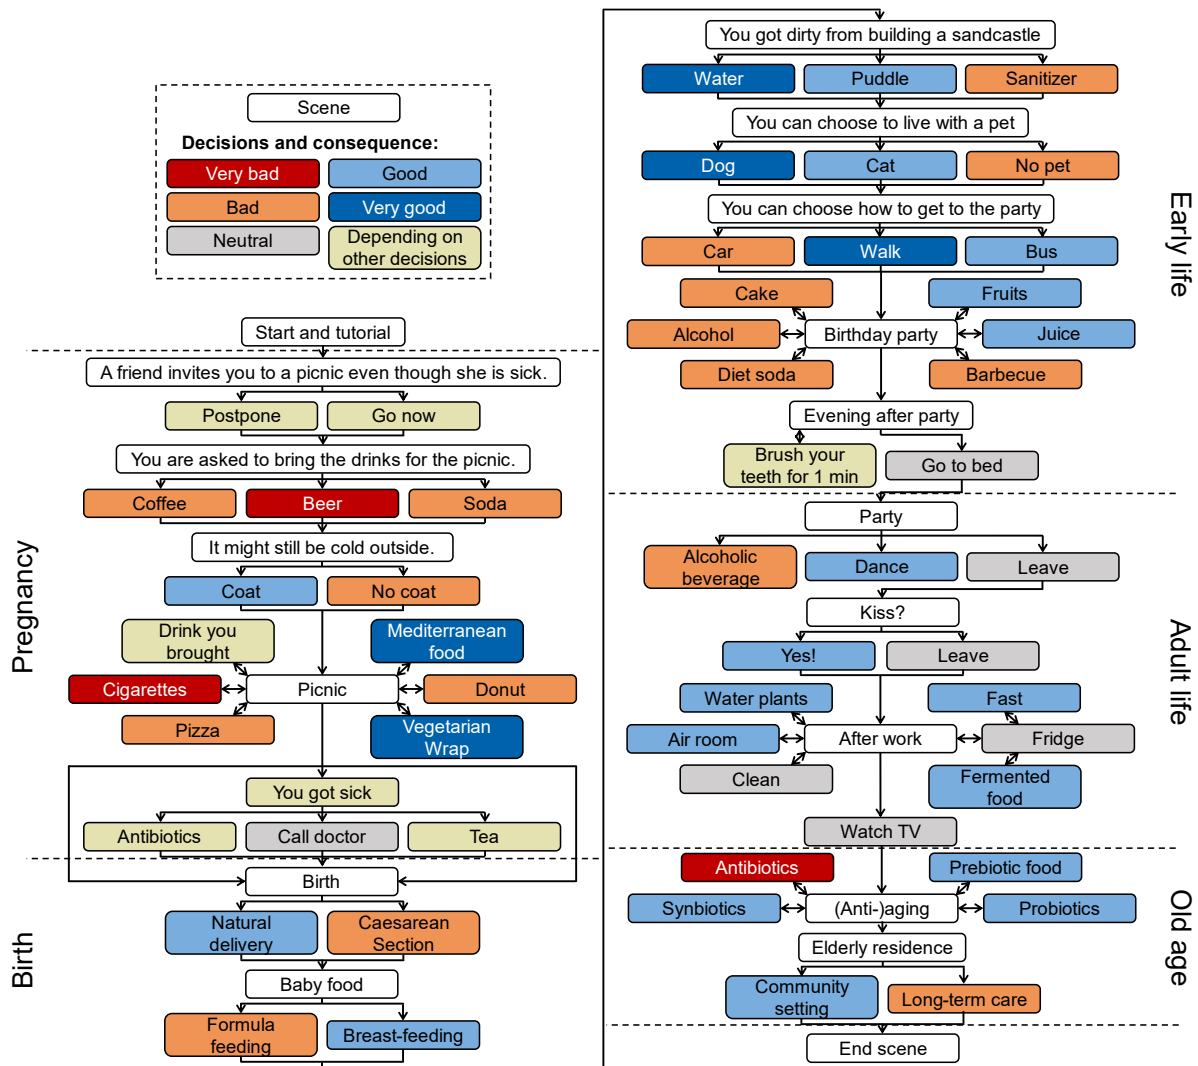 Scene
Decisions and consequence:
Very bad
Good
Bad
Very good
Neutral
Depending on
other decisions
Start and tutorial
Pregnancy
A friend invites you to a picnic even though she is sick.
Postpone
Go now
You are asked to bring the drinks for the picnic.
Coffee
Beer
Soda
It might still be cold outside.
Coat
No coat
Drink you
brought
Mediterranean
food
Cigarettes
Picnic
Donut
Pizza
Vegetarian
Wrap
You got sick
Antibiotics
Call doctor
Tea
Birth
Birth
Natural
delivery
Caesarean
Section
Baby food
Formula
feeding
Breast-feeding
Early life
You got dirty from building a sandcastle
Water
Puddle
Sanitizer
You can choose to live with a pet
Dog
Cat
No pet
You can choose how to get to the party
Car
Walk
Bus
Cake
Fruits
Alcohol
Birthday party
Juice
Diet soda
Barbecue
Evening after party
Brush your
teeth for 1 min
Go to bed
Adult life
Party
Alcoholic
beverage
Dance
Leave
Kiss?
Yes!
Leave
Water plants
Fast
Air room
After work
Fridge
Clean
Fermented
food
Watch TV
Old age
Antibiotics
Prebiotic food
Synbiotics
(Anti-)aging
Probiotics
Elderly residence
Community
setting
Long-term care
End scene